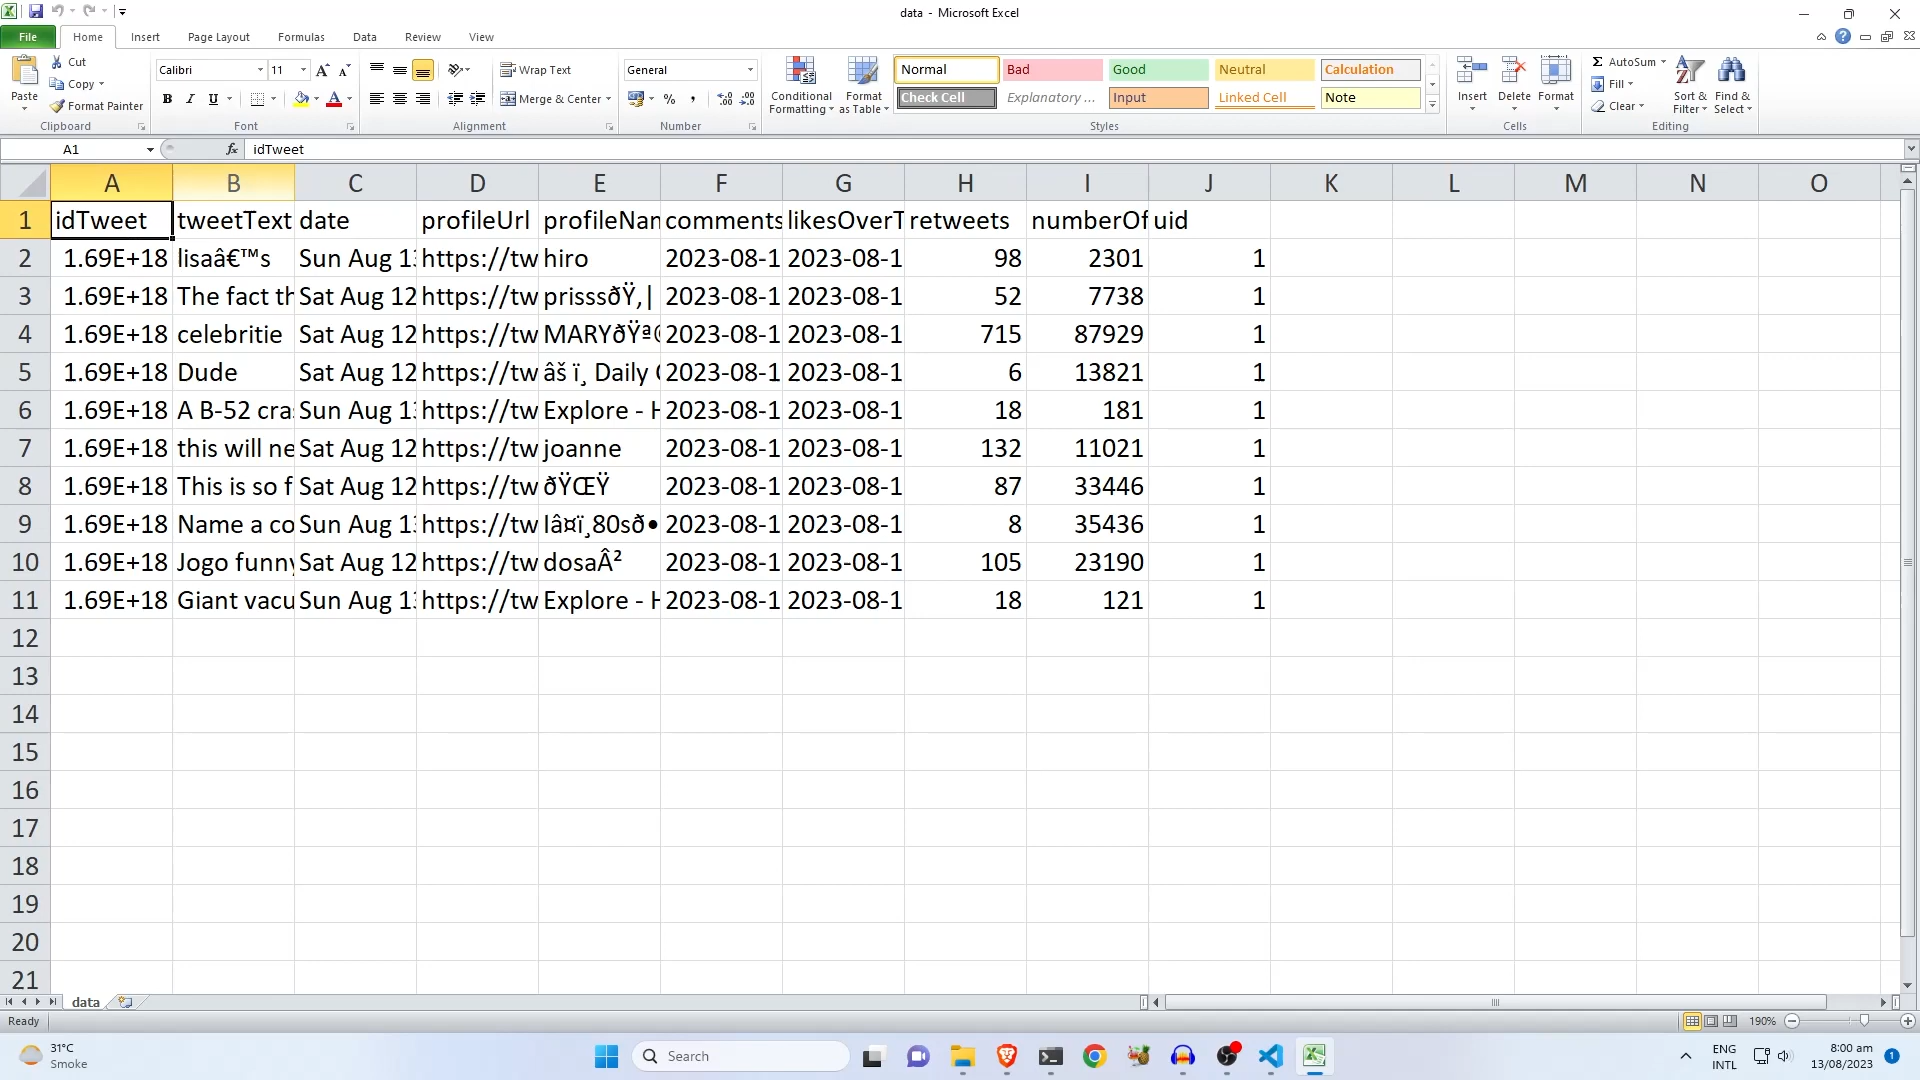 data - Microsoft Excel
File Home Insert Page Layout Formulas Data Review View
Paste
Cut
Copy
Format Painter
Clipboard
Calibri 11
B I U
Font
Wrap Text
Merge & Center
Alignment
General
%
Number
Conditional Formatting
Format as Table
Normal Bad Good Neutral Calculation
Check Cell Explanatory ... Input Linked Cell Note
Styles
Insert Delete Format
Cells
AutoSum
Fill
Clear
Sort & Filter
Find & Select
Editing
A1 fx idTweet
A B C D E F G H I J K L M N O
1 idTweet tweetText date profileUrl profileNan comments likesOverT retweets numberOf uid
2 1.69E+18 lisaâ€™s Sun Aug 13 https://tw hiro 2023-08-1 2023-08-1 98 2301 1
3 1.69E+18 The fact th Sat Aug 12 https://tw prisssðŸ‚| 2023-08-1 2023-08-1 52 7738 1
4 1.69E+18 celebritie Sat Aug 12 https://tw MARYðŸª© 2023-08-1 2023-08-1 715 87929 1
5 1.69E+18 Dude Sat Aug 12 https://tw âš ï¸ Daily 2023-08-1 2023-08-1 6 13821 1
6 1.69E+18 A B-52 cra Sun Aug 13 https://tw Explore - H 2023-08-1 2023-08-1 18 181 1
7 1.69E+18 this will ne Sat Aug 12 https://tw joanne 2023-08-1 2023-08-1 132 11021 1
8 1.69E+18 This is so f Sat Aug 12 https://tw ðŸŒŸ 2023-08-1 2023-08-1 87 33446 1
9 1.69E+18 Name a co Sun Aug 13 https://tw Iâ¤ï¸80sð• 2023-08-1 2023-08-1 8 35436 1
10 1.69E+18 Jogo funny Sat Aug 12 https://tw dosaÂ² 2023-08-1 2023-08-1 105 23190 1
11 1.69E+18 Giant vacu Sun Aug 13 https://tw Explore - H 2023-08-1 2023-08-1 18 121 1
12
13
14
15
16
17
18
19
20
21
data
Ready 190%
31°C
Smoke
Search
ENG
INTL
8:00 am
13/08/2023
1